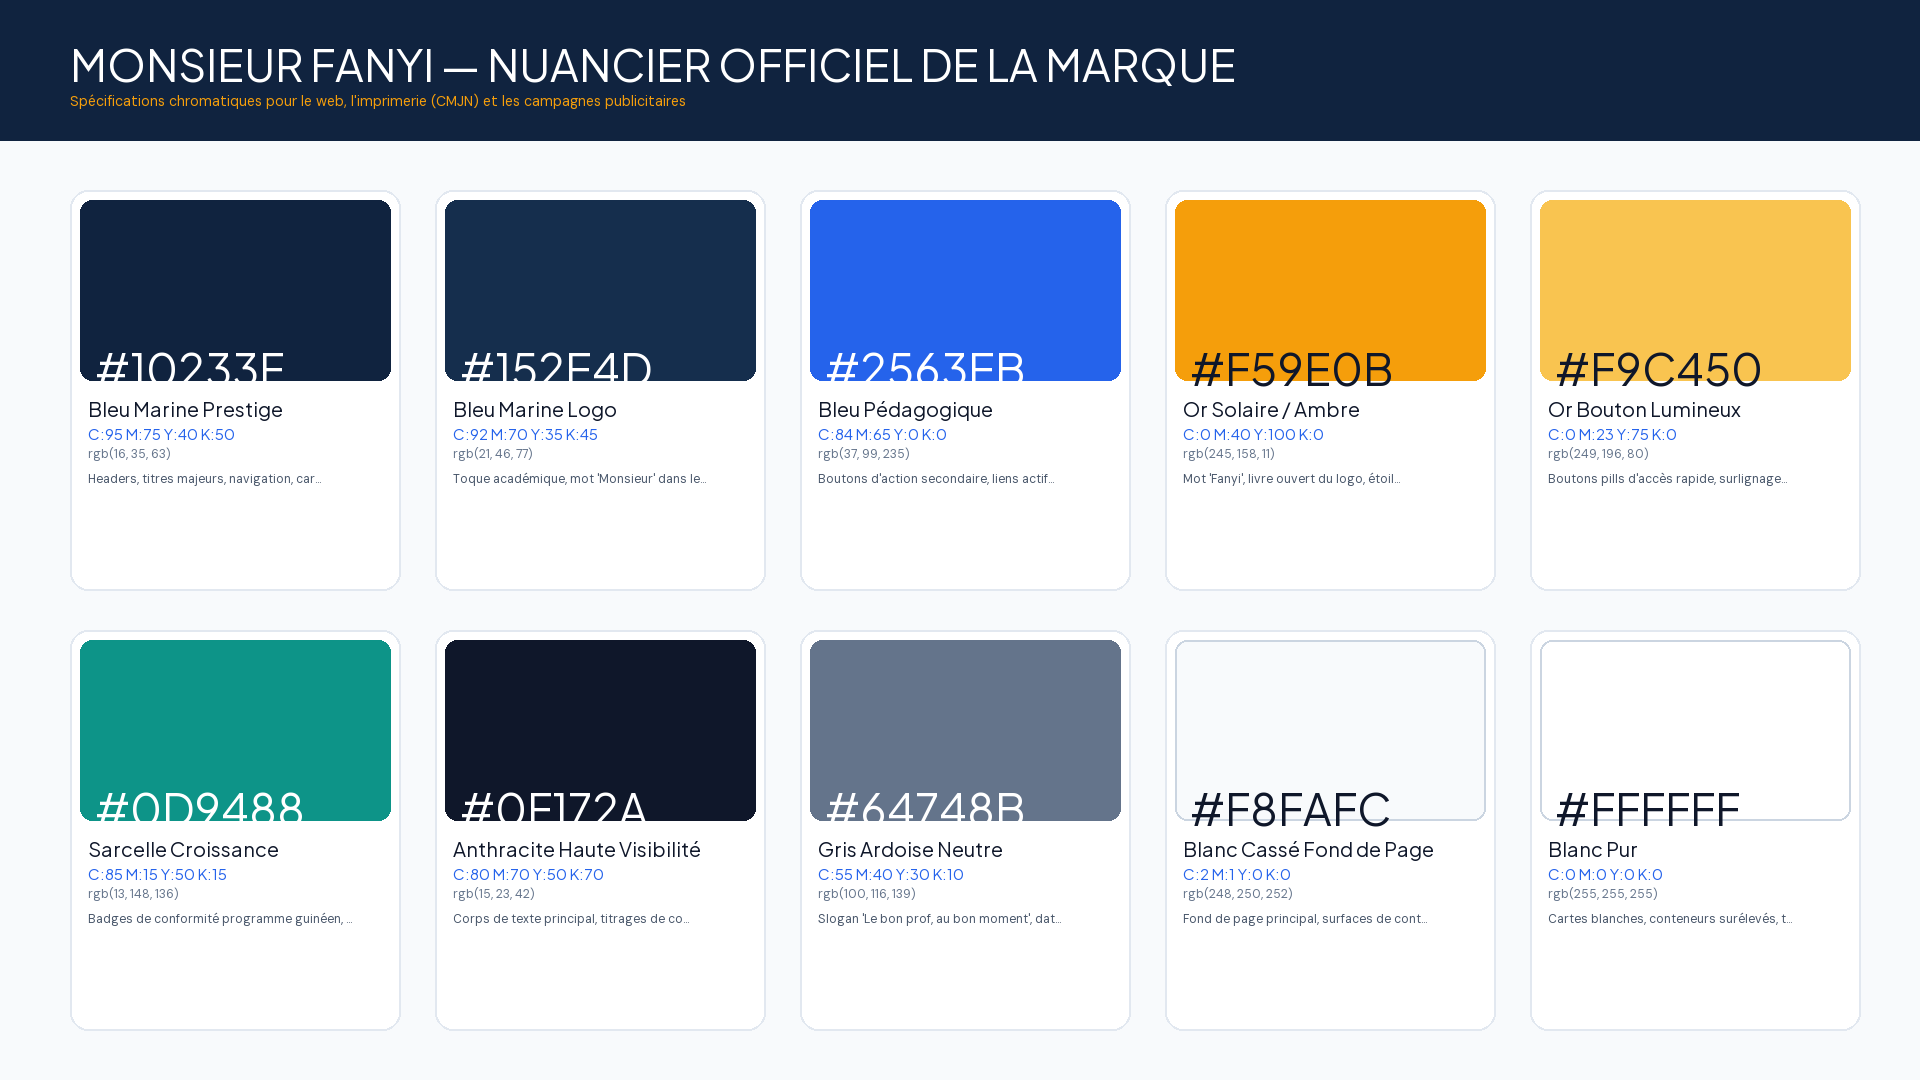 MONSIEUR FANYI — NUANCIER OFFICIEL DE LA MARQUE
Spécifications chromatiques pour le web, l'imprimerie (CMJN) et les campagnes publicitaires
#10233F
Bleu Marine Prestige
C:95 M:75 Y:40 K:50
rgb(16, 35, 63)
Headers, titres majeurs, navigation, car...
#152E4D
Bleu Marine Logo
C:92 M:70 Y:35 K:45
rgb(21, 46, 77)
Toque académique, mot 'Monsieur' dans le...
#2563EB
Bleu Pédagogique
C:84 M:65 Y:0 K:0
rgb(37, 99, 235)
Boutons d'action secondaire, liens actif...
#F59E0B
Or Solaire / Ambre
C:0 M:40 Y:100 K:0
rgb(245, 158, 11)
Mot 'Fanyi', livre ouvert du logo, étoil...
#F9C450
Or Bouton Lumineux
C:0 M:23 Y:75 K:0
rgb(249, 196, 80)
Boutons pills d'accès rapide, surlignage...
#0D9488
Sarcelle Croissance
C:85 M:15 Y:50 K:15
rgb(13, 148, 136)
Badges de conformité programme guinéen, ...
#0F172A
Anthracite Haute Visibilité
C:80 M:70 Y:50 K:70
rgb(15, 23, 42)
Corps de texte principal, titrages de co...
#64748B
Gris Ardoise Neutre
C:55 M:40 Y:30 K:10
rgb(100, 116, 139)
Slogan 'Le bon prof, au bon moment', dat...
#F8FAFC
Blanc Cassé Fond de Page
C:2 M:1 Y:0 K:0
rgb(248, 250, 252)
Fond de page principal, surfaces de cont...
#FFFFFF
Blanc Pur
C:0 M:0 Y:0 K:0
rgb(255, 255, 255)
Cartes blanches, conteneurs surélevés, t...